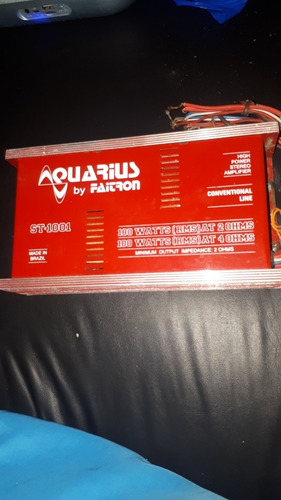 AQUARIUS
by FAITRON
HIGH
POWER
STEREO
AMPLIFIER
CONVENTIONAL
LINE
ST-1001
MADE IN
BRAZIL
180 WATTS (RMS) AT 2 OHMS
100 WATTS (RMS) AT 4 OHMS
MINIMUM OUTPUT IMPEDANCE: 2 OHMS